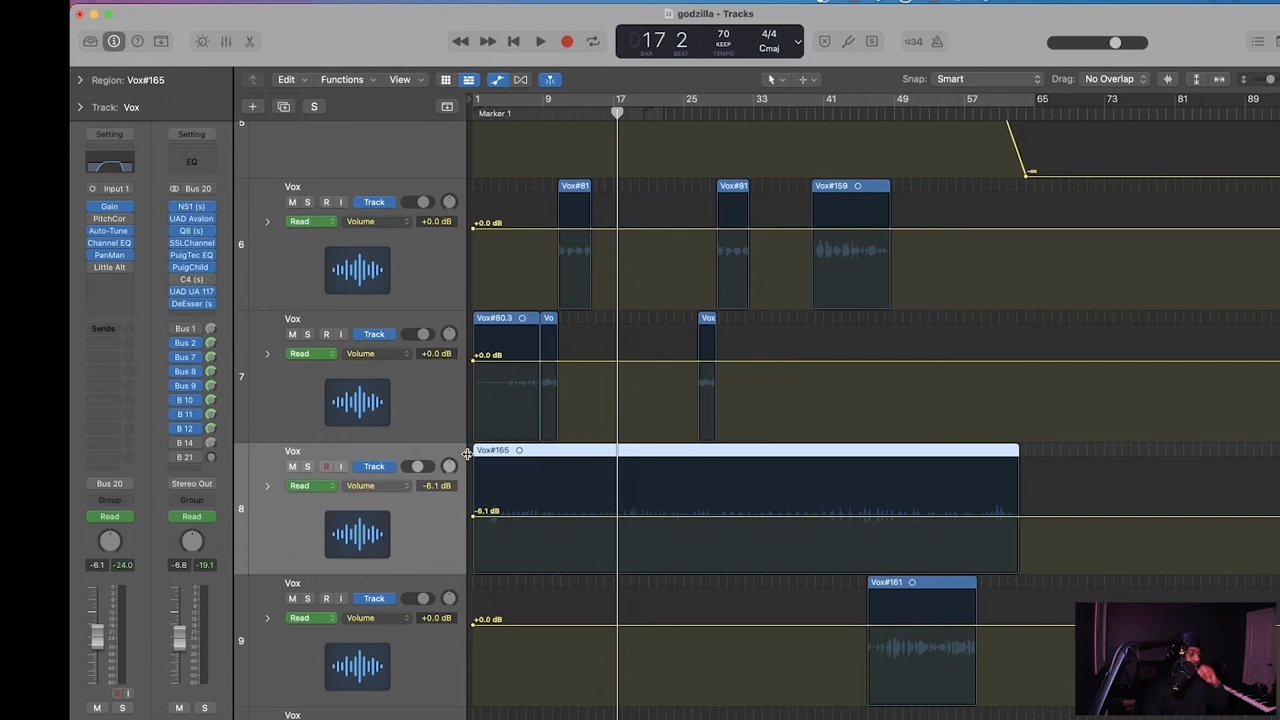 godzilla - Tracks
17 2
BAR BEAT
70
KEEP
TEMPO
4/4
Cmaj
1234
Region: Vox#165
Edit Functions View
Snap: Smart
Drag: No Overlap
Track: Vox
S
1 9 17 25 33 41 49 57 65 73 81 89
Marker 1
Setting Setting
EQ
Input 1 Bus 20
Gain NS1 (s)
PitchCor UAD Avalon
Auto-Tune Q8 (s)
Channel EQ SSLChannel
PanMan PuigTec EQ
Little Alt PuigChild
C4 (s)
UAD UA 117
DeEsser (s
Sends Bus 1
Bus 2
Bus 7
Bus 8
Bus 9
B 10
B 11
B 12
B 14
B 21
Bus 20 Stereo Out
Group Group
Read Read
-6.1 -24.0 -6.8 -19.1
R I
M S M S
5
-∞
Vox
M S R I Track
Read Volume +0.0 dB
6
+0.0 dB
Vox#81
Vox#81
Vox#159
Vox
M S R I Track
Read Volume +0.0 dB
7
+0.0 dB
Vox#80.3
Vo
Vox
Vox
M S R I Track
Read Volume -6.1 dB
8
-6.1 dB
Vox#165
Vox
M S R I Track
Read Volume +0.0 dB
9
+0.0 dB
Vox#161
Vox